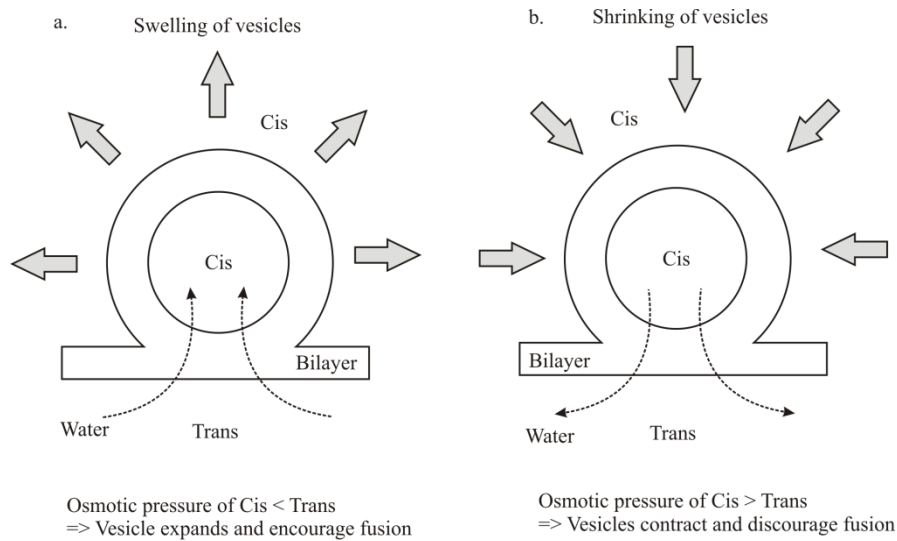 a.
Swelling of vesicles
Cis
Cis
Bilayer
Water
Trans
Osmotic pressure of Cis < Trans
=> Vesicle expands and encourage fusion
b.
Shrinking of vesicles
Cis
Cis
Bilayer
Water
Trans
Osmotic pressure of Cis > Trans
=> Vesicles contract and discourage fusion